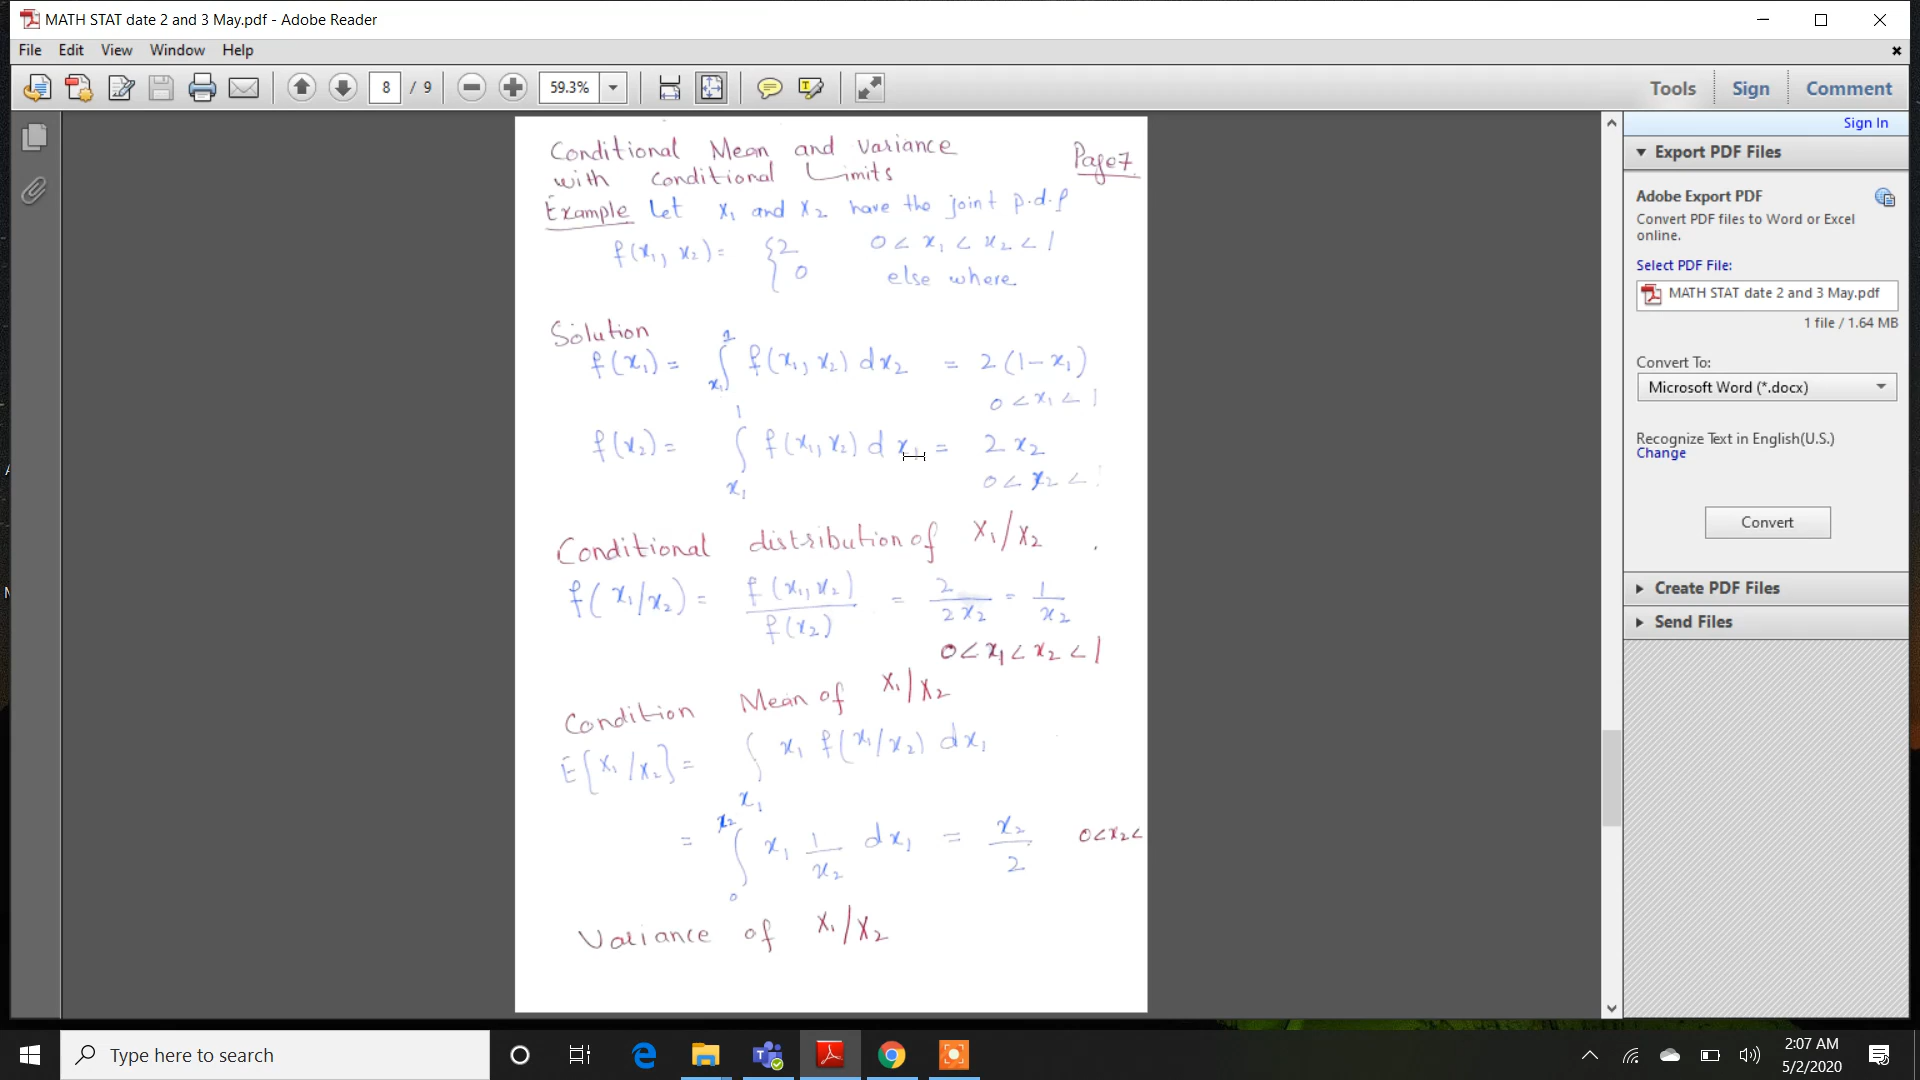 MATH STAT date 2 and 3 May.pdf - Adobe Reader
File Edit View Window Help
8 / 9 59.3% Tools Sign Comment
Sign In
Export PDF Files
Adobe Export PDF
Convert PDF files to Word or Excel
online.
Select PDF File:
MATH STAT date 2 and 3 May.pdf
1 file / 1.64 MB
Convert To:
Microsoft Word (*.docx)
Recognize Text in English(U.S.)
Change
Convert
Create PDF Files
Send Files
Conditional Mean and Variance
Page 7
with conditional Limits
Example Let X₁ and X₂ have the joint p.d.f
f(x₁, x₂) = { 2 0 < x₁ < x₂ < 1
0 else where
Solution
f(x₁) = ∫_{x₁}^{1} f(x₁, x₂) dx₂ = 2(1 - x₁)
0 < x₁ < 1
f(x₂) = ∫_{x₁}^{1} f(x₁, x₂) dx₁ = 2x₂
0 < x₂ <
Conditional distribution of X₁/X₂
f(x₁/x₂) = f(x₁, x₂) / f(x₂) = 2 / 2x₂ = 1 / x₂
0 < x₁ < x₂ < 1
Condition Mean of X₁/X₂
E[X₁/X₂] = ∫_{x₁} x₁ f(x₁/x₂) dx₁
= ∫_{0}^{x₂} x₁ 1/x₂ dx₁ = x₂/2 0<x₂<
Variance of X₁/X₂
Type here to search
2:07 AM
5/2/2020